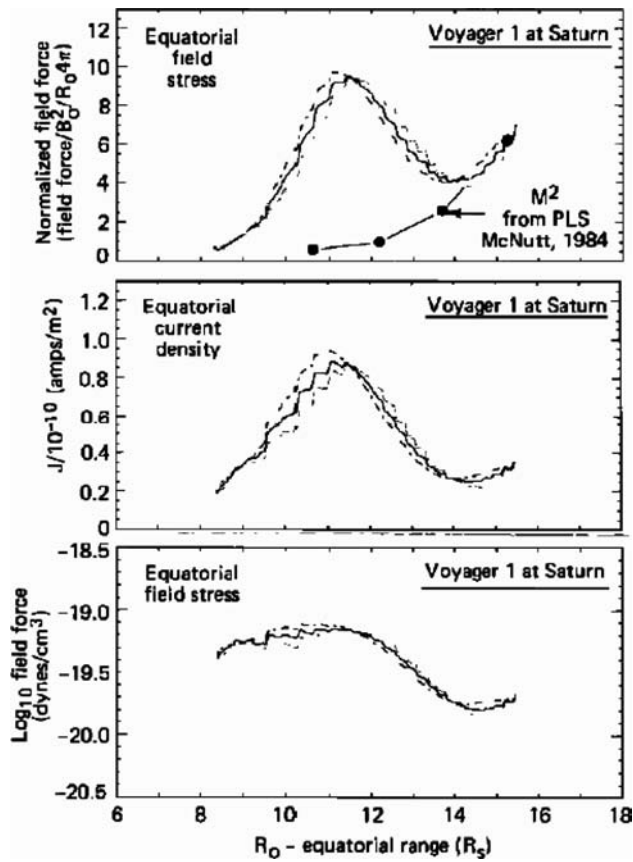 Equatorial
field
stress
Voyager 1 at Saturn
Normalized field force
(field force/B₀²/R₀4π)
12
10
8
6
4
2
0
M²
from PLS
McNutt, 1984
Equatorial
current
density
Voyager 1 at Saturn
J/10⁻¹⁰ (amps/m²)
1.2
1.0
0.8
0.6
0.4
0.2
0
Equatorial
field stress
Voyager 1 at Saturn
Log₁₀ field force
(dynes/cm³)
-18.5
-19.0
-19.5
-20.0
-20.5
6 8 10 12 14 16 18
R₀ - equatorial range (Rₛ)